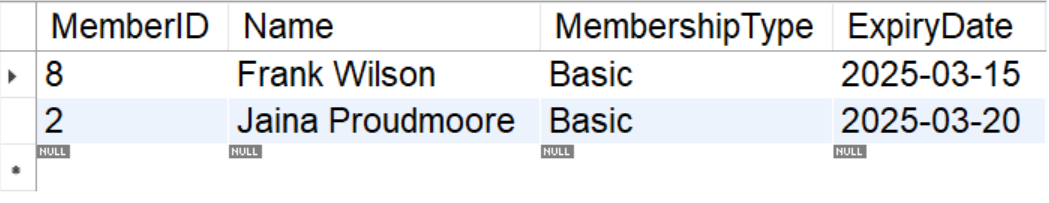 MemberID Name MembershipType ExpiryDate
8 Frank Wilson Basic 2025-03-15
2 Jaina Proudmoore Basic 2025-03-20
NULL NULL NULL NULL